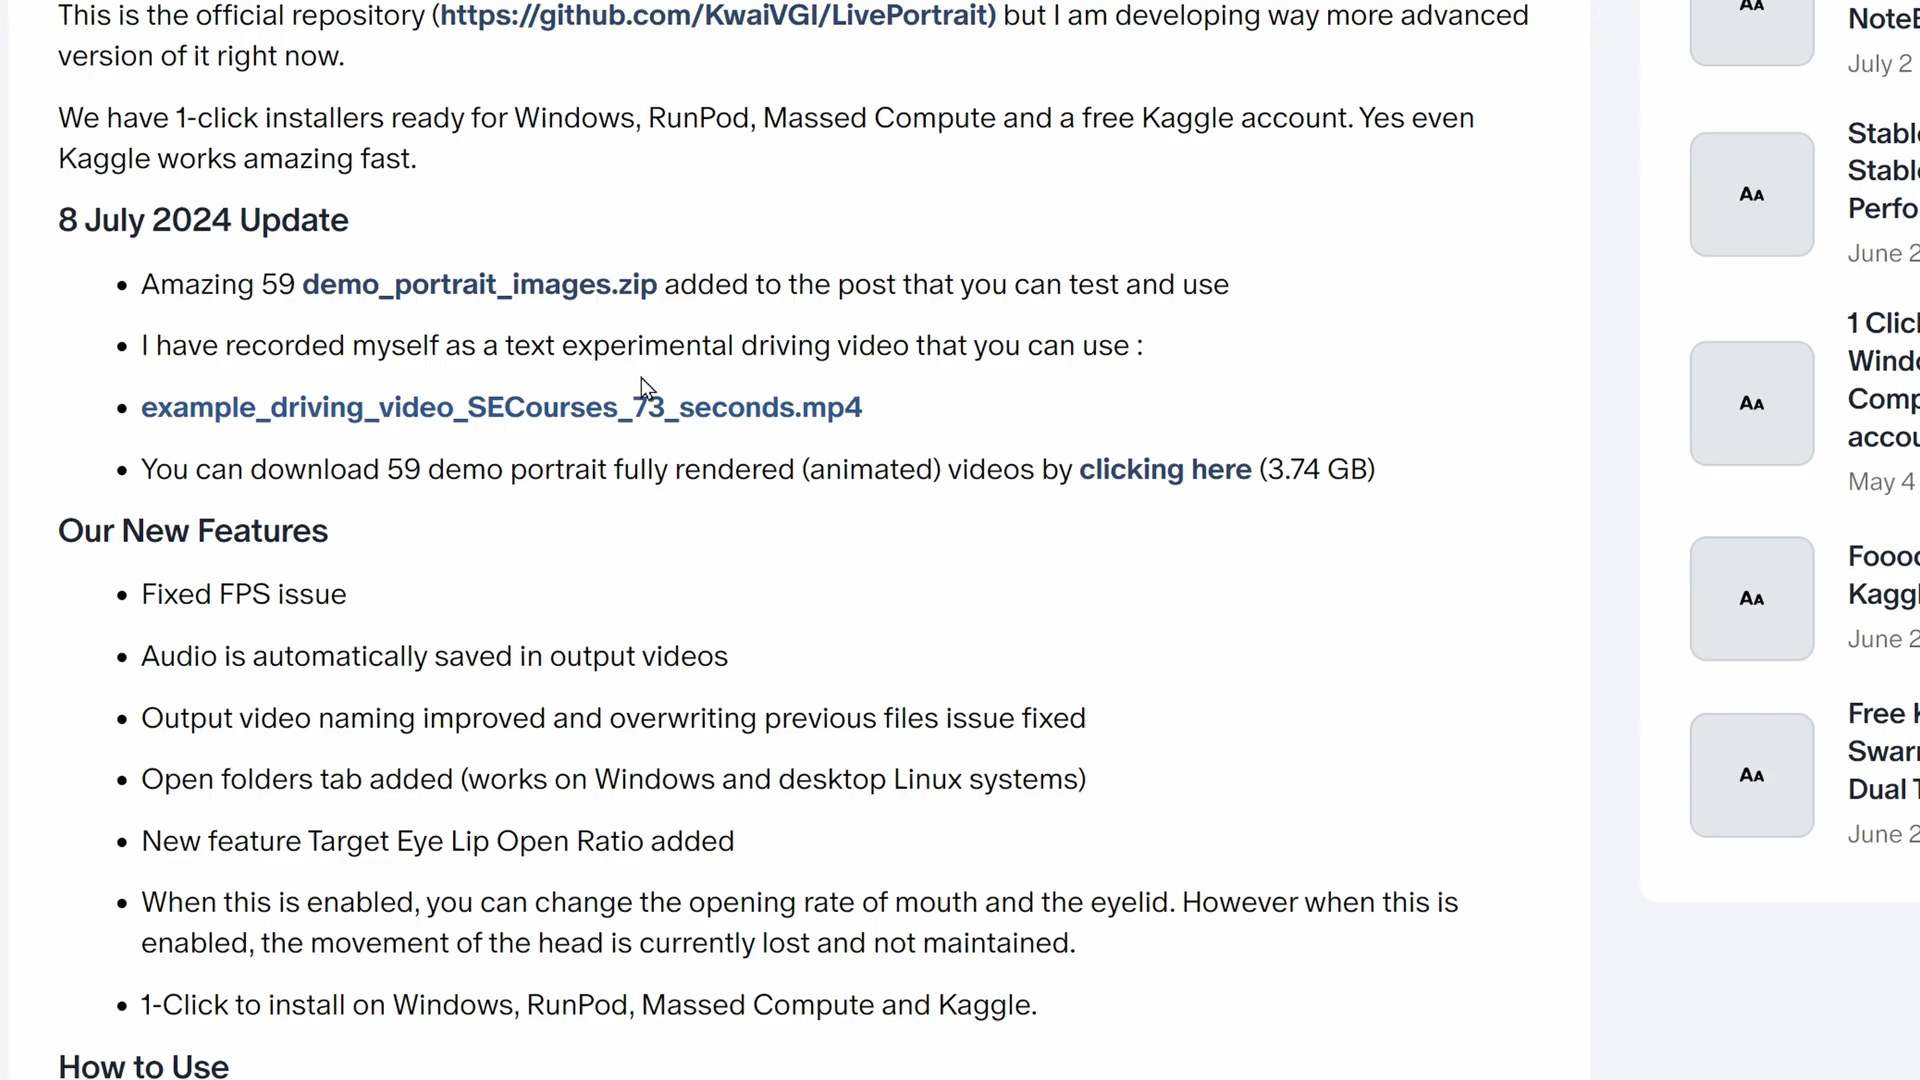 This is the official repository (https://github.com/KwaiVGI/LivePortrait) but I am developing way more advanced
version of it right now.
We have 1-click installers ready for Windows, RunPod, Massed Compute and a free Kaggle account. Yes even
Kaggle works amazing fast.
8 July 2024 Update
• Amazing 59 demo_portrait_images.zip added to the post that you can test and use
• I have recorded myself as a text experimental driving video that you can use :
• example_driving_video_SECourses_73_seconds.mp4
• You can download 59 demo portrait fully rendered (animated) videos by clicking here (3.74 GB)
Our New Features
• Fixed FPS issue
• Audio is automatically saved in output videos
• Output video naming improved and overwriting previous files issue fixed
• Open folders tab added (works on Windows and desktop Linux systems)
• New feature Target Eye Lip Open Ratio added
• When this is enabled, you can change the opening rate of mouth and the eyelid. However when this is
enabled, the movement of the head is currently lost and not maintained.
• 1-Click to install on Windows, RunPod, Massed Compute and Kaggle.
How to Use
AA
July 2
AA
Perfo
June 2
AA
1 Clic
May 4
AA
June 2
AA
Free
Dual
June 2